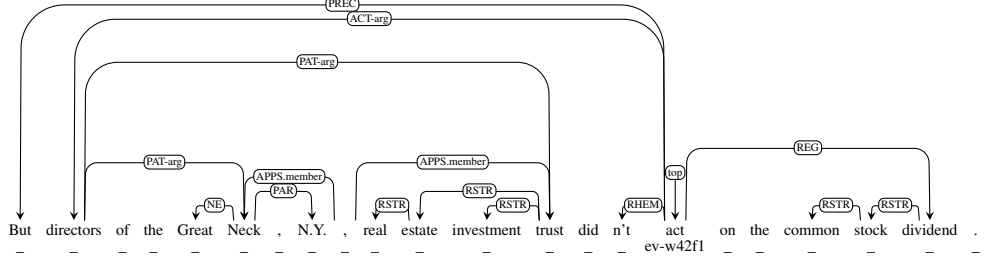 PREC
ACT-arg
PAT-arg
PAT-arg APPS.member REG
APPS.member top
PAR RSTR
NE RSTR RSTR RHEM RSTR RSTR
But directors of the Great Neck , N.Y. , real estate investment trust did n't act on the common stock dividend .
ev-w42f1
_ _ _ _ _ _ _ _ _ _ _ _ _ _ _ _ _ _ _ _ _ _